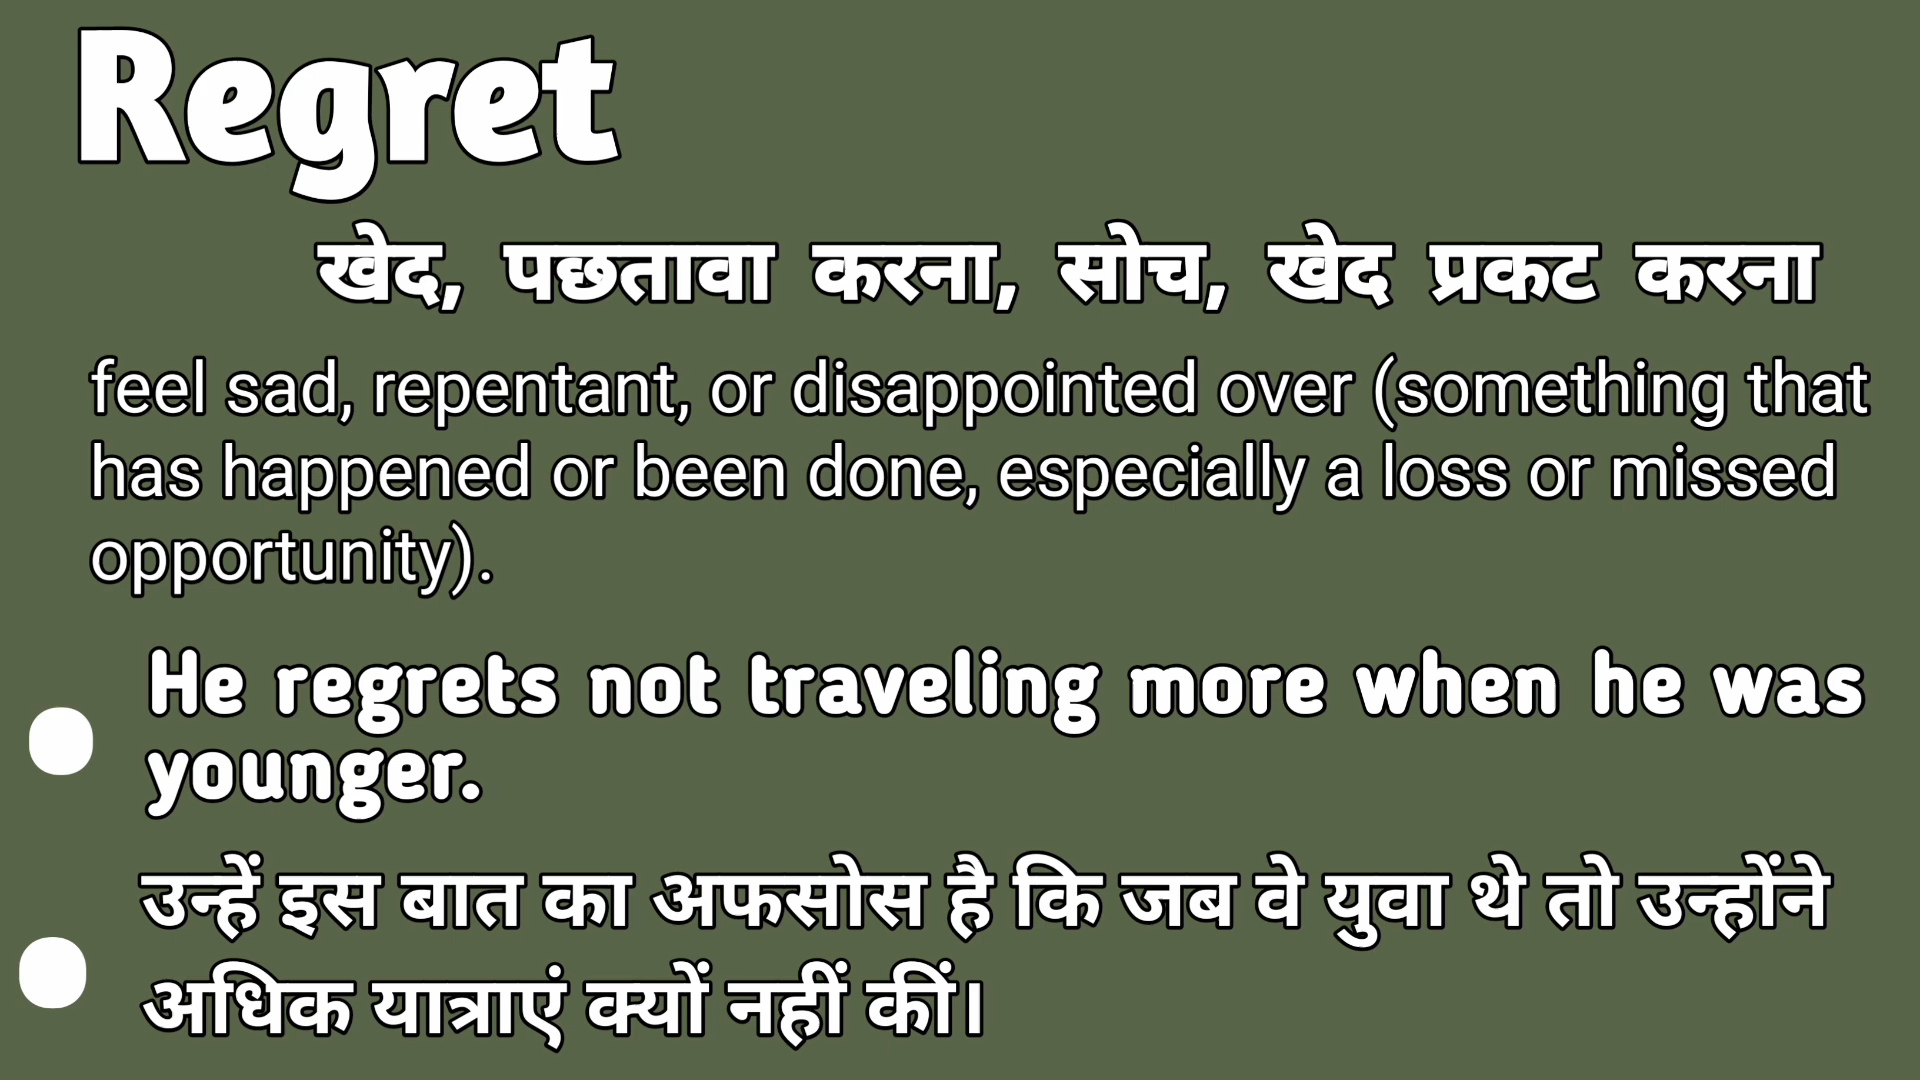 Regret
खेद, पछतावा करना, सोच, खेद प्रकट करना
feel sad, repentant, or disappointed over (something that
has happened or been done, especially a loss or missed
opportunity).
He regrets not traveling more when he was
younger.
उन्हें इस बात का अफसोस है कि जब वे युवा थे तो उन्होंने
अधिक यात्राएं क्यों नहीं कीं।